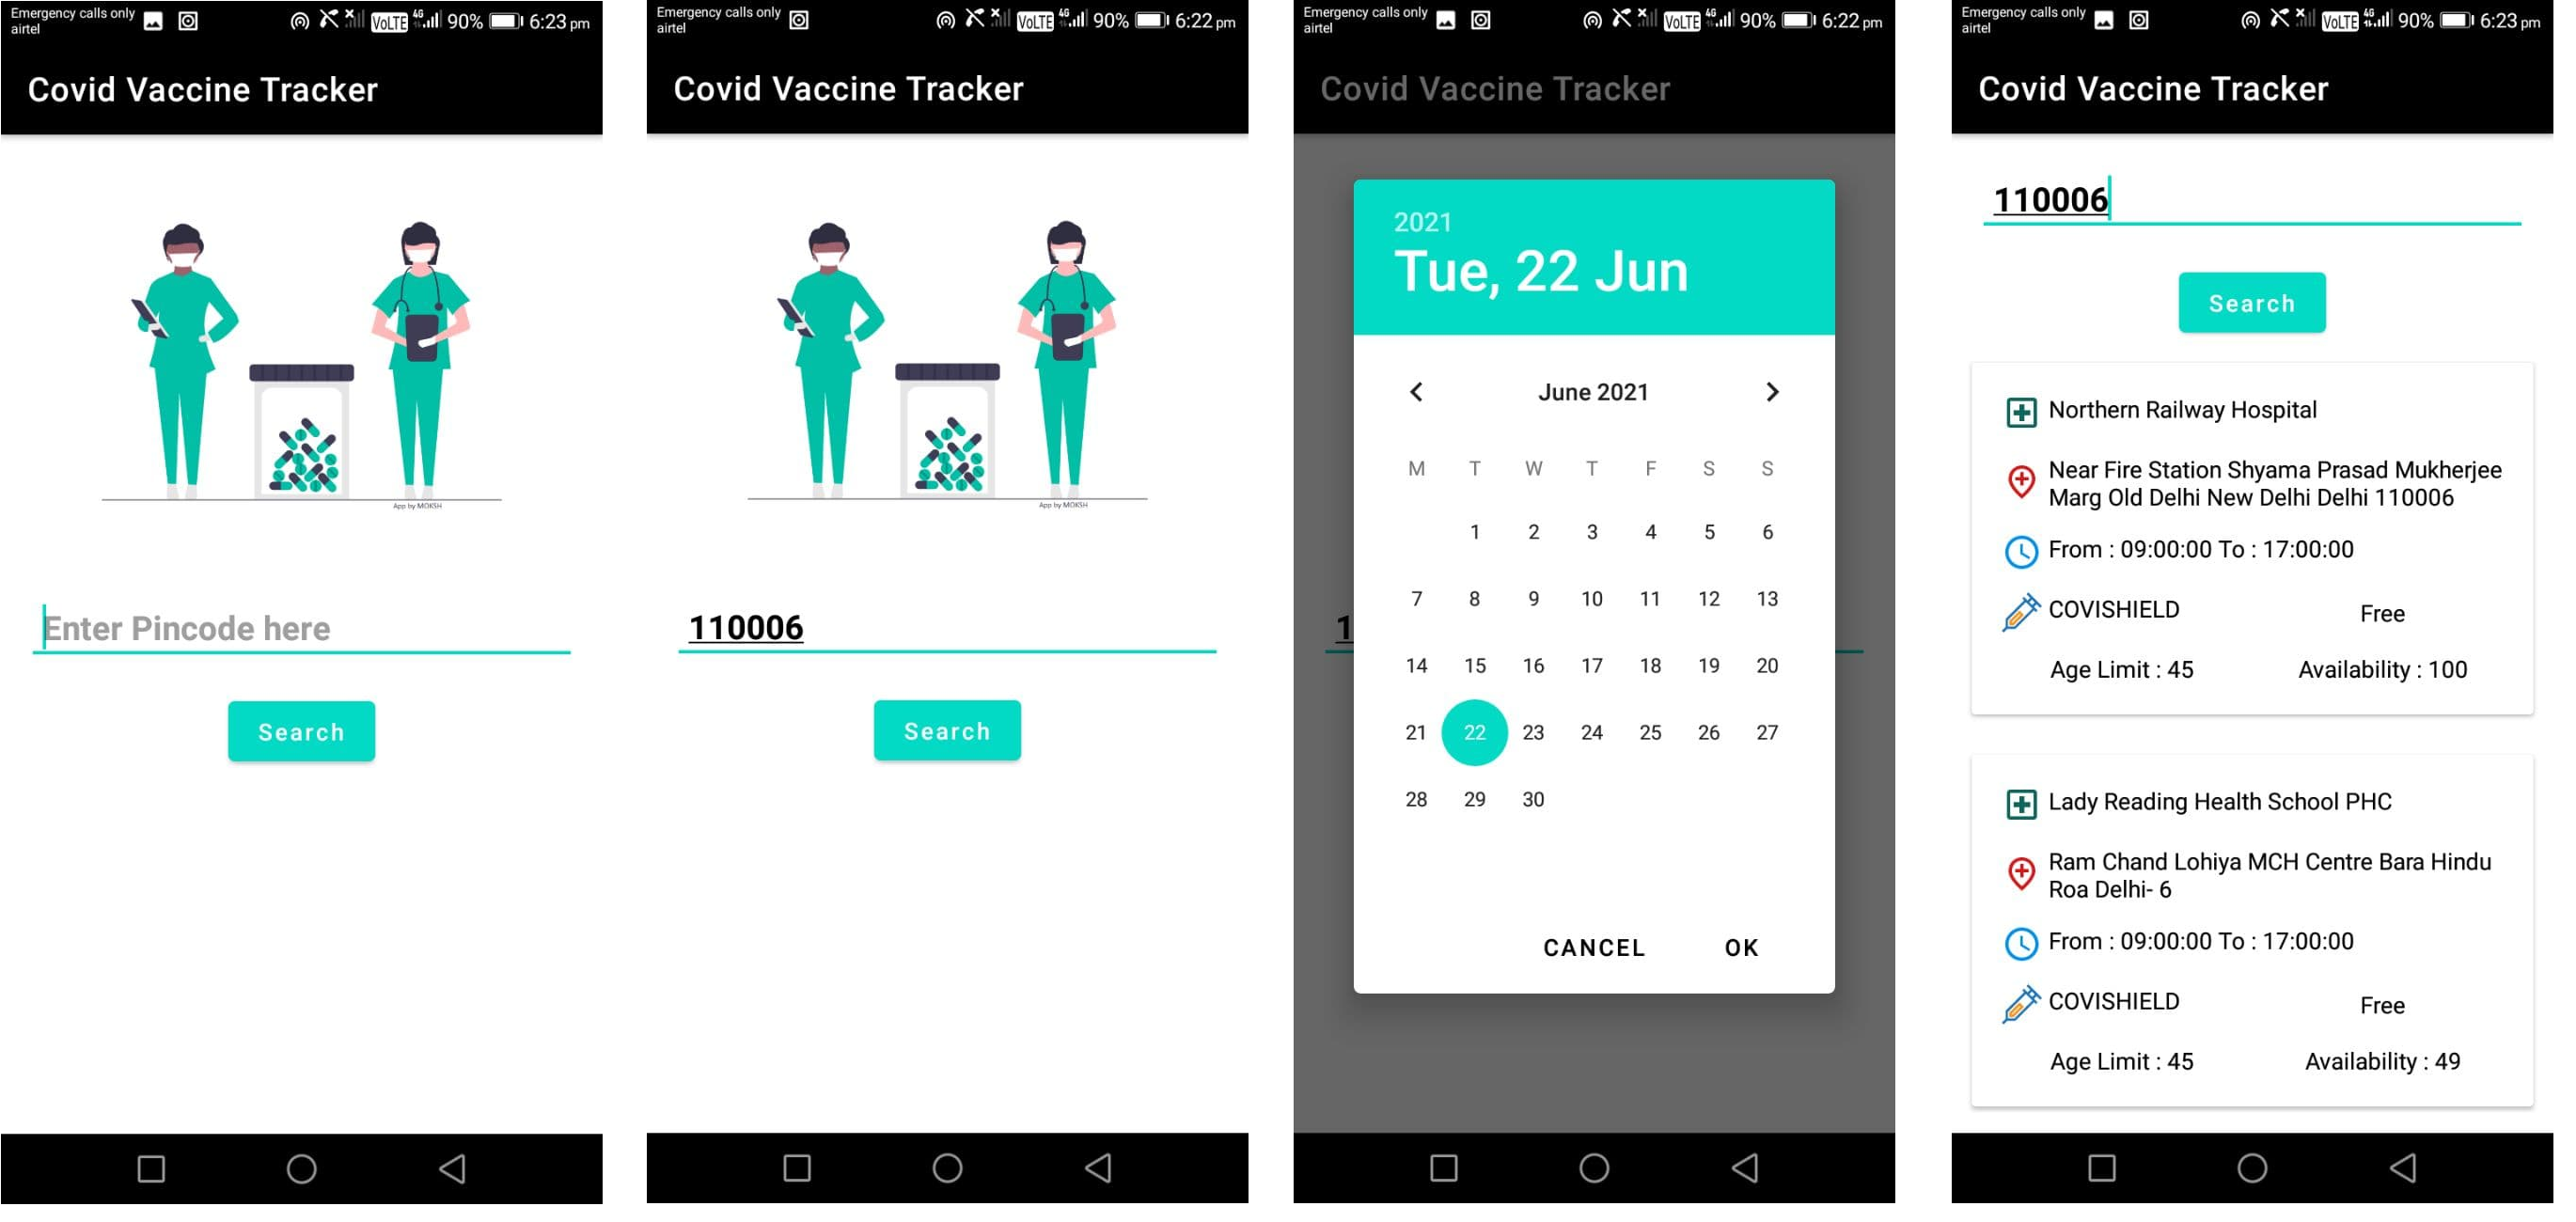 Emergency calls only
airtel
VoLTE 4G 90% 6:23 pm
Covid Vaccine Tracker
App by MOKSH
Enter Pincode here
Search
Emergency calls only
airtel
VoLTE 4G 90% 6:22 pm
Covid Vaccine Tracker
App by MOKSH
110006
Search
Emergency calls only
airtel
VoLTE 4G 90% 6:22 pm
Covid Vaccine Tracker
2021
Tue, 22 Jun
June 2021
M T W T F S S
1 2 3 4 5 6
7 8 9 10 11 12 13
14 15 16 17 18 19 20
1
21 22 23 24 25 26 27
28 29 30
CANCEL OK
Emergency calls only
airtel
VoLTE 4G 90% 6:23 pm
Covid Vaccine Tracker
110006
Search
Northern Railway Hospital
Near Fire Station Shyama Prasad Mukherjee
Marg Old Delhi New Delhi Delhi 110006
From : 09:00:00 To : 17:00:00
COVISHIELD Free
Age Limit : 45 Availability : 100
Lady Reading Health School PHC
Ram Chand Lohiya MCH Centre Bara Hindu
Roa Delhi- 6
From : 09:00:00 To : 17:00:00
COVISHIELD Free
Age Limit : 45 Availability : 49